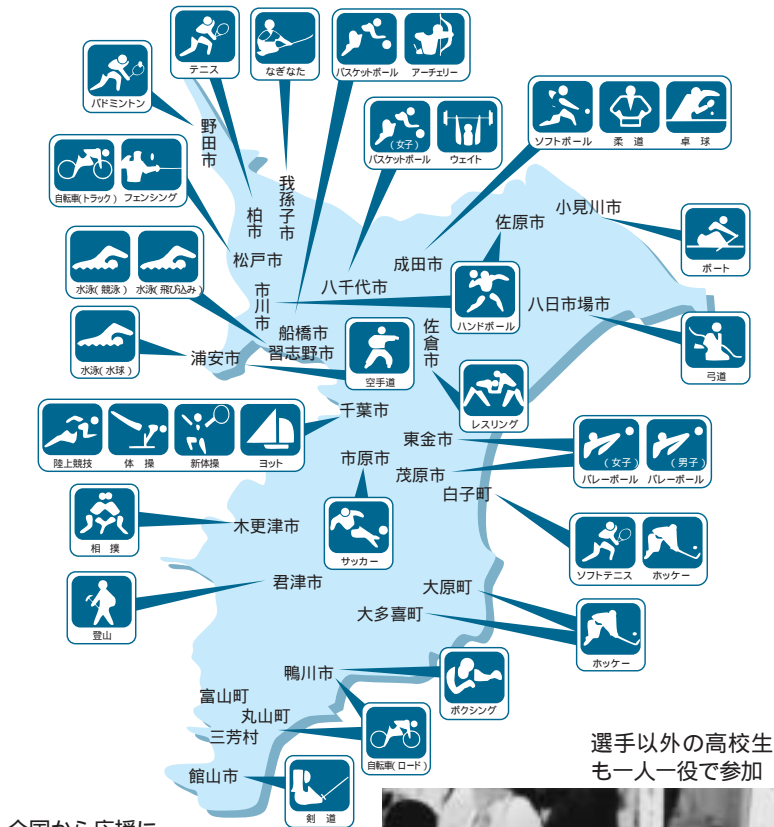 テニス
なぎなた
バスケットボール アーチェリー
バドミントン
(女子)
バスケットボール ウェイト
ソフトボール 柔道 卓球
野田市
自転車(トラック) フェンシング
我孫子市
柏市
小見川市
佐原市
ボート
松戸市
成田市
水泳(競泳) 水泳(飛び込み)
八千代市
市川市
ハンドボール
八日市場市
船橋市
佐倉市
習志野市
浦安市
水泳(水球)
空手道
弓道
レスリング
千葉市
陸上競技 体操 新体操 ヨット
東金市
(女子) (男子)
バレーボール バレーボール
市原市
茂原市
白子町
相撲
木更津市
サッカー
ソフトテニス ホッケー
君津市
登山
大原町
大多喜町
ホッケー
鴨川市
ボクシング
富山町
丸山町
三芳村
自転車(ロード)
館山市
剣道
選手以外の高校生
も一人一役で参加
全国から応援に